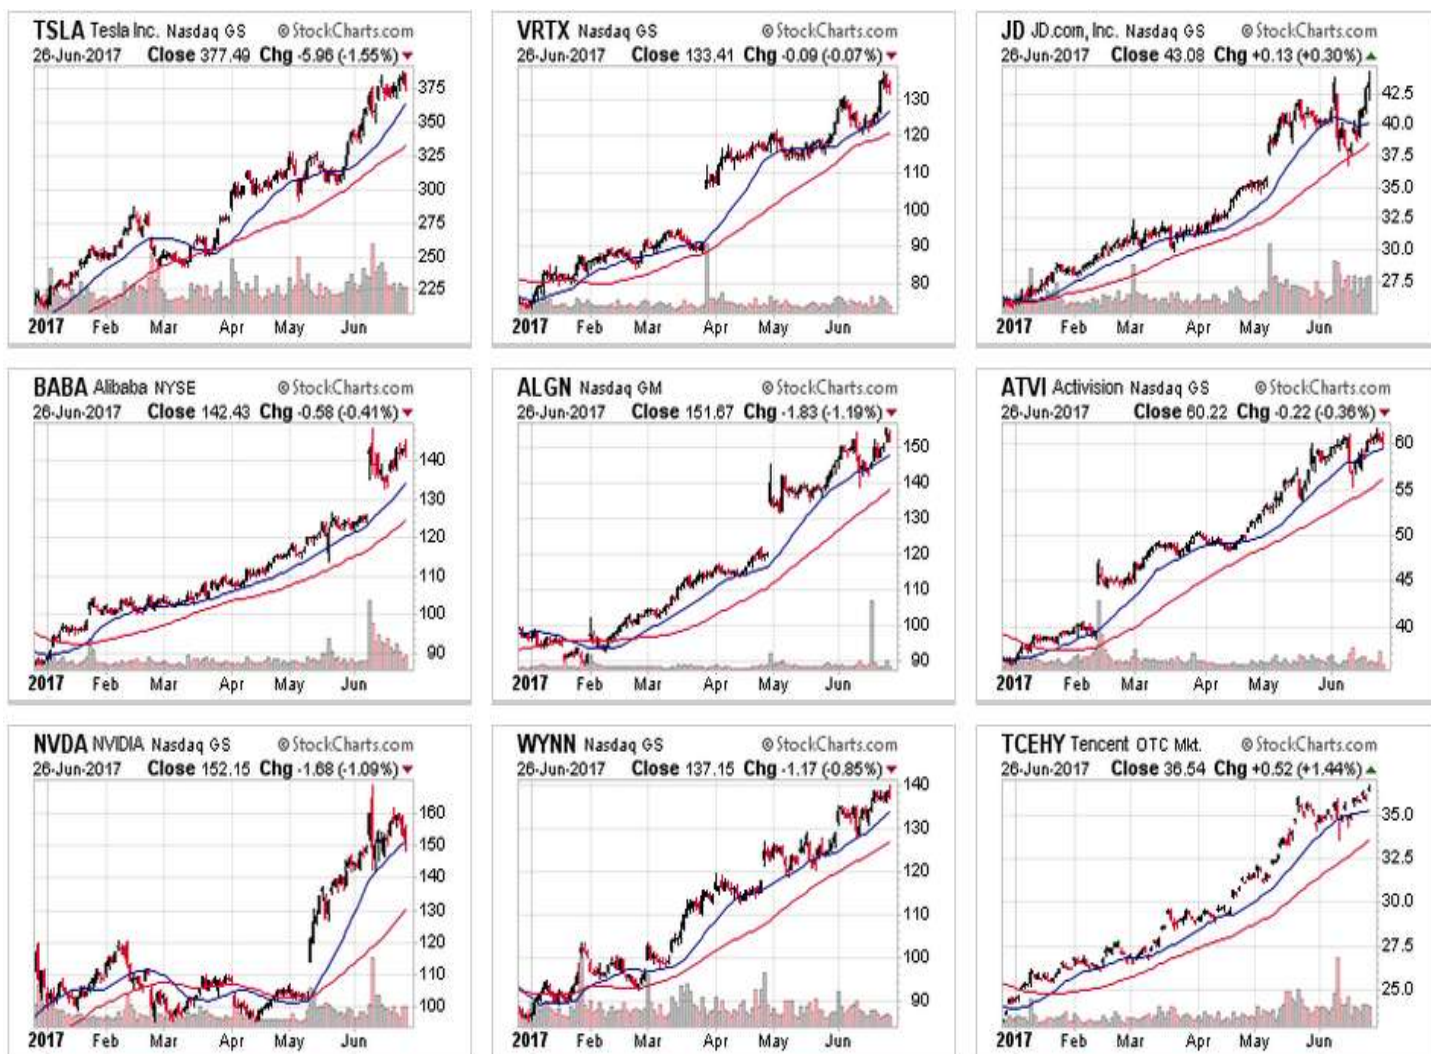 TSLA Tesla Inc. Nasdaq GS © StockCharts.com
26-Jun-2017 Close 377.49 Chg -5.96 (-1.55%)
375
350
325
300
275
250
225
2017 Feb Mar Apr May Jun
VRTX Nasdaq GS © StockCharts.com
26-Jun-2017 Close 133.41 Chg -0.09 (-0.07%)
130
120
110
100
90
80
2017 Feb Mar Apr May Jun
JD JD.com, Inc. Nasdaq GS © StockCharts.com
26-Jun-2017 Close 43.08 Chg +0.13 (+0.30%)
42.5
40.0
37.5
35.0
32.5
30.0
27.5
2017 Feb Mar Apr May Jun
BABA Alibaba NYSE © StockCharts.com
26-Jun-2017 Close 142.43 Chg -0.58 (-0.41%)
140
130
120
110
100
90
2017 Feb Mar Apr May Jun
ALGN Nasdaq GM © StockCharts.com
26-Jun-2017 Close 151.67 Chg -1.83 (-1.19%)
150
140
130
120
110
100
90
2017 Feb Mar Apr May Jun
ATVI Activision Nasdaq GS © StockCharts.com
26-Jun-2017 Close 60.22 Chg -0.22 (-0.36%)
60
55
50
45
40
2017 Feb Mar Apr May Jun
NVDA NVIDIA Nasdaq GS © StockCharts.com
26-Jun-2017 Close 152.15 Chg -1.68 (-1.09%)
160
150
140
130
120
110
100
2017 Feb Mar Apr May Jun
WYNN Nasdaq GS © StockCharts.com
26-Jun-2017 Close 137.15 Chg -1.17 (-0.85%)
140
130
120
110
100
90
2017 Feb Mar Apr May Jun
TCEHY Tencent OTC Mkt. © StockCharts.com
26-Jun-2017 Close 36.54 Chg +0.52 (+1.44%)
35.0
32.5
30.0
27.5
25.0
2017 Feb Mar Apr May Jun